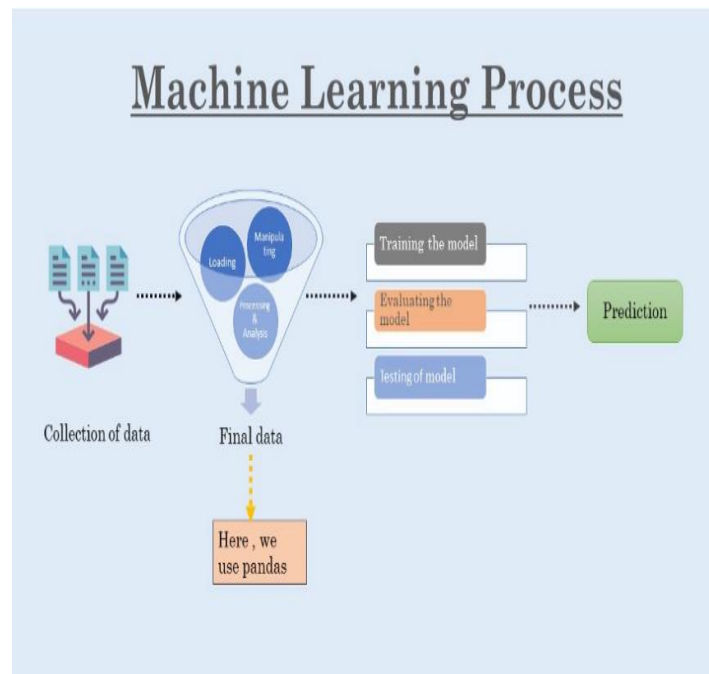 Machine Learning Process
Loading
Manipula
ting
Processing
&
Analysis
Training the model
Evaluating the
model
Testing of model
Prediction
Collection of data
Final data
Here , we
use pandas